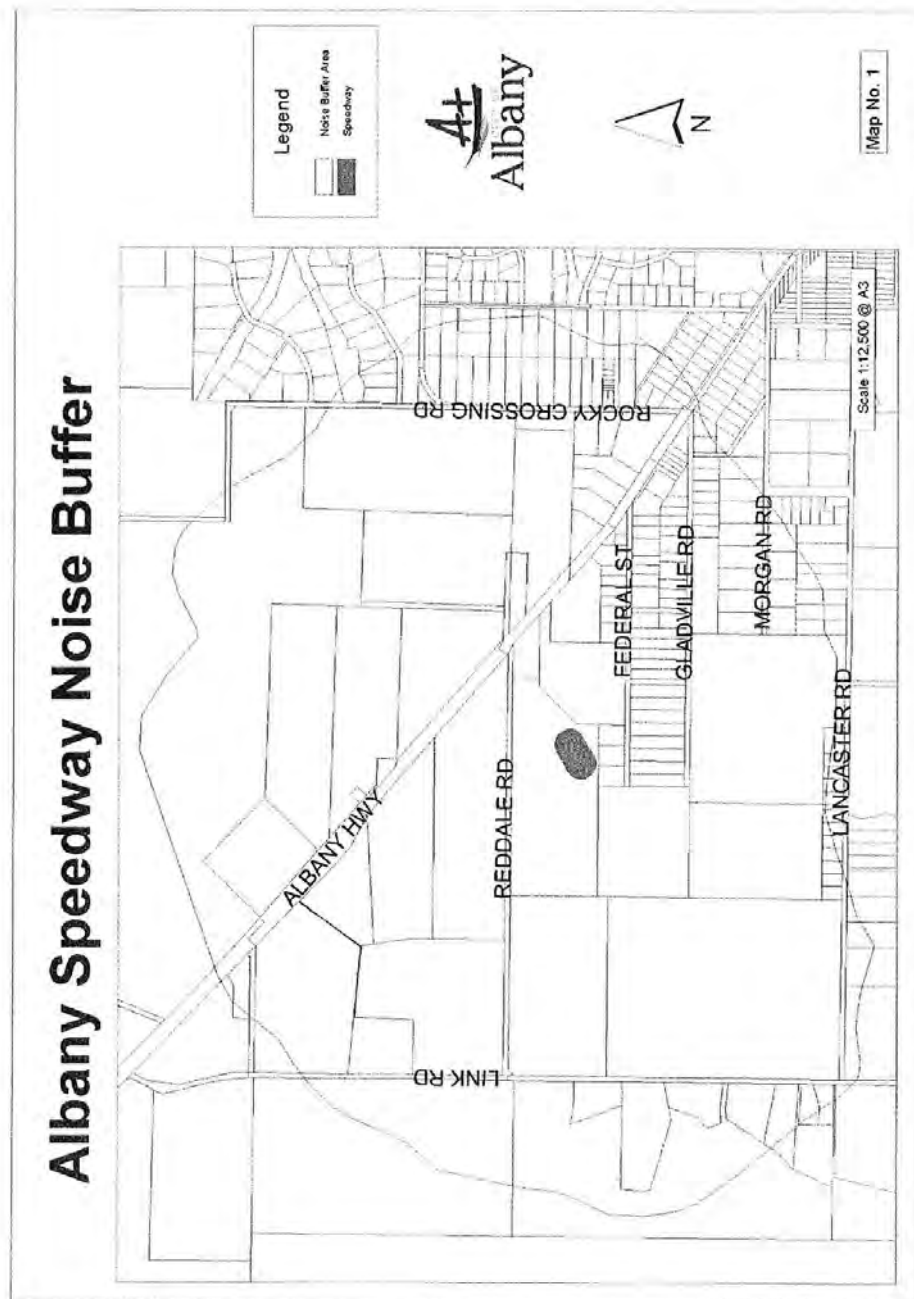 Albany Speedway Noise Buffer
Legend
Noise Buffer Area
Speedway
Albany
N
Map No. 1
ALBANY HWY
ROCKY CROSSING RD
REDDALE RD
LINK RD
FEDERAL ST
GLADVILLE RD
MORGAN RD
LANCASTER RD
Scale 1:12,500 @ A3